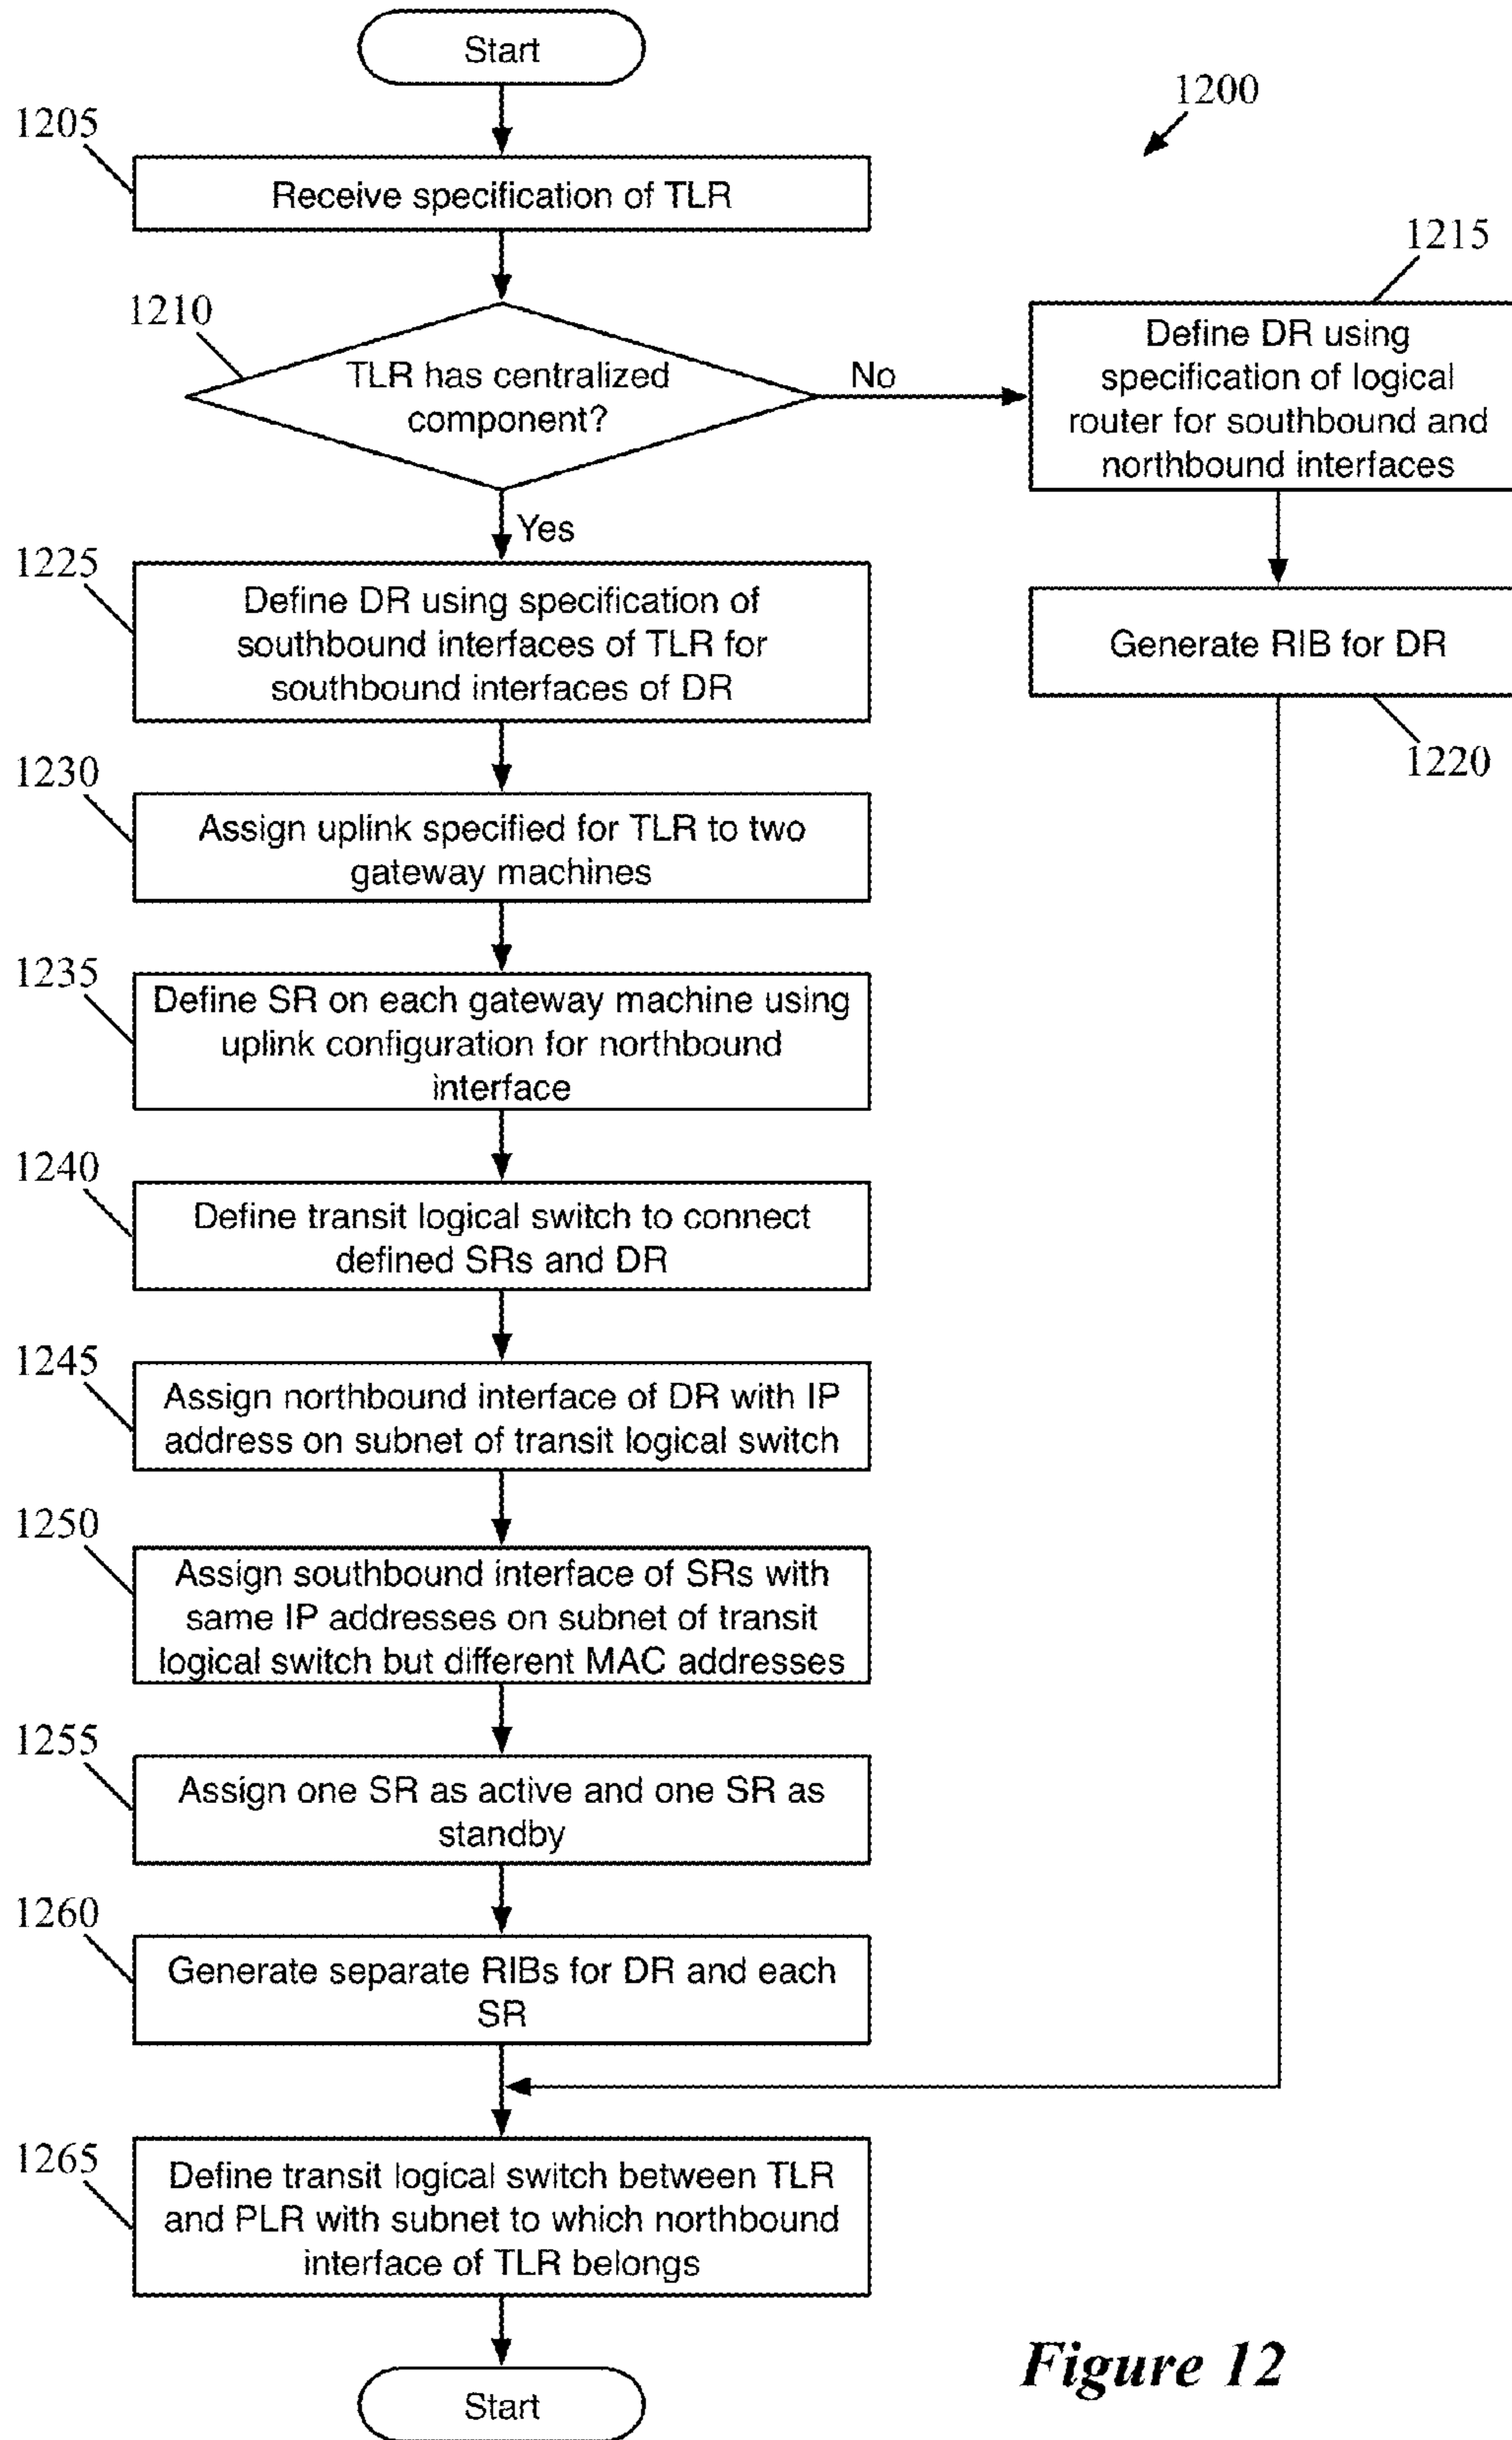 Start
1200
1205
Receive specification of TLR
1215
1210
TLR has centralized
component?
No
Define DR using
specification of logical
router for southbound and
northbound interfaces
Yes
1225
Define DR using specification of
southbound interfaces of TLR for
southbound interfaces of DR
Generate RIB for DR
1220
1230
Assign uplink specified for TLR to two
gateway machines
1235
Define SR on each gateway machine using
uplink configuration for northbound
interface
1240
Define transit logical switch to connect
defined SRs and DR
1245
Assign northbound interface of DR with IP
address on subnet of transit logical switch
1250
Assign southbound interface of SRs with
same IP addresses on subnet of transit
logical switch but different MAC addresses
1255
Assign one SR as active and one SR as
standby
1260
Generate separate RIBs for DR and each
SR
1265
Define transit logical switch between TLR
and PLR with subnet to which northbound
interface of TLR belongs
Start
Figure 12